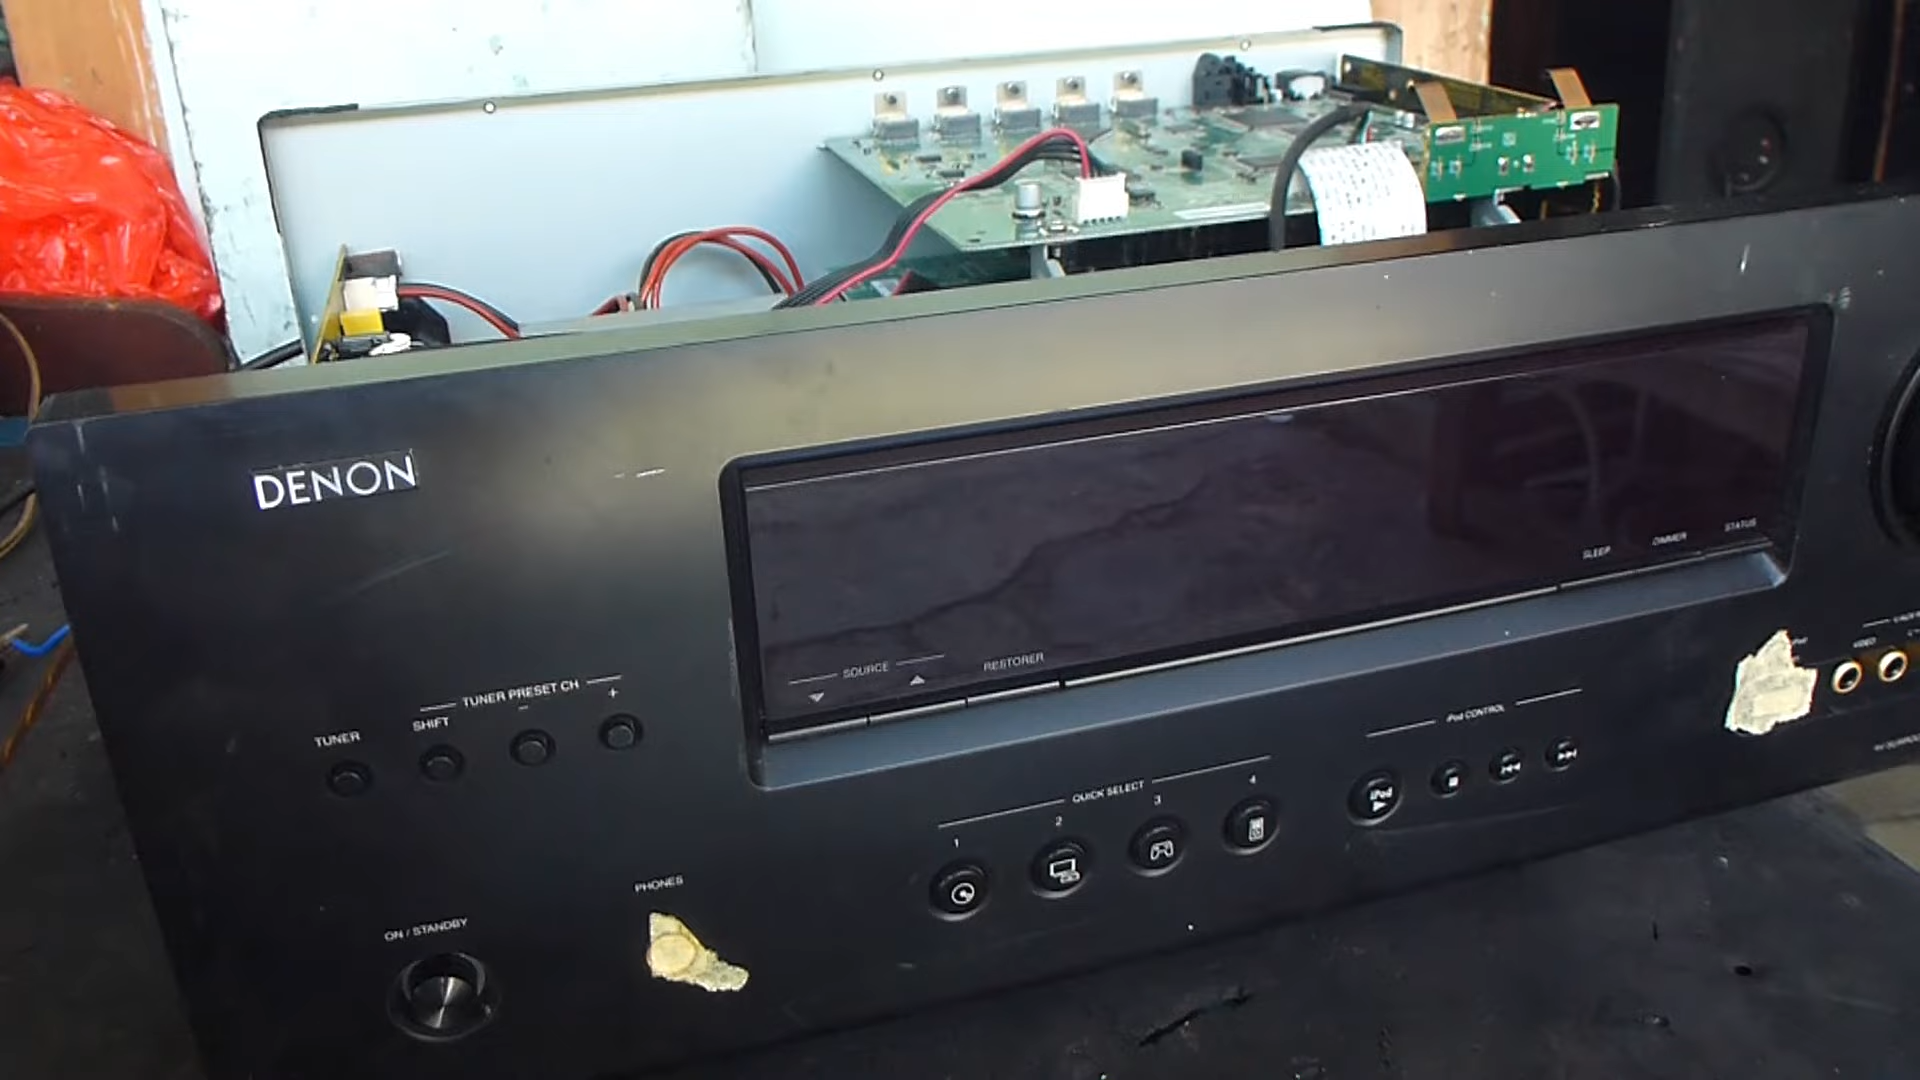 DENON
SLEEP
DIMMER
STATUS
SOURCE
RESTORER
TUNER PRESET CH
TUNER
SHIFT
-
+
QUICK SELECT
1
2
3
4
iPod CONTROL
iPod
VIDEO
PHONES
ON / STANDBY